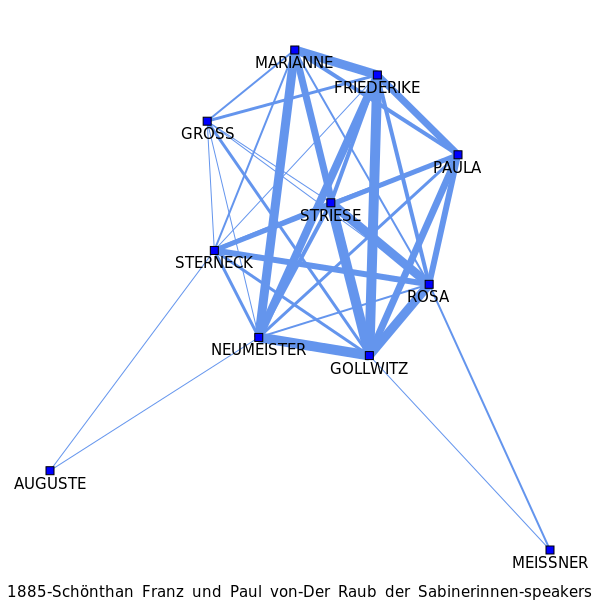 MARIANNE
FRIEDERIKE
GROSS
PAULA
STRIESE
STERNECK
ROSA
NEUMEISTER
GOLLWITZ
AUGUSTE
MEISSNER
1885-Schönthan Franz und Paul von-Der Raub der Sabinerinnen-speakers